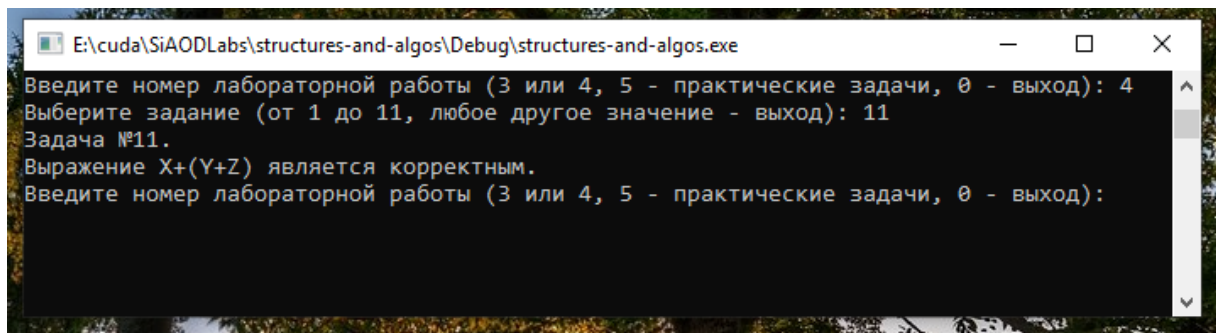 E:\cuda\SiAODLabs\structures-and-algos\Debug\structures-and-algos.exe
Введите номер лабораторной работы (3 или 4, 5 - практические задачи, 0 - выход): 4
Выберите задание (от 1 до 11, любое другое значение - выход): 11
Задача №11.
Выражение X+(Y+Z) является корректным.
Введите номер лабораторной работы (3 или 4, 5 - практические задачи, 0 - выход):